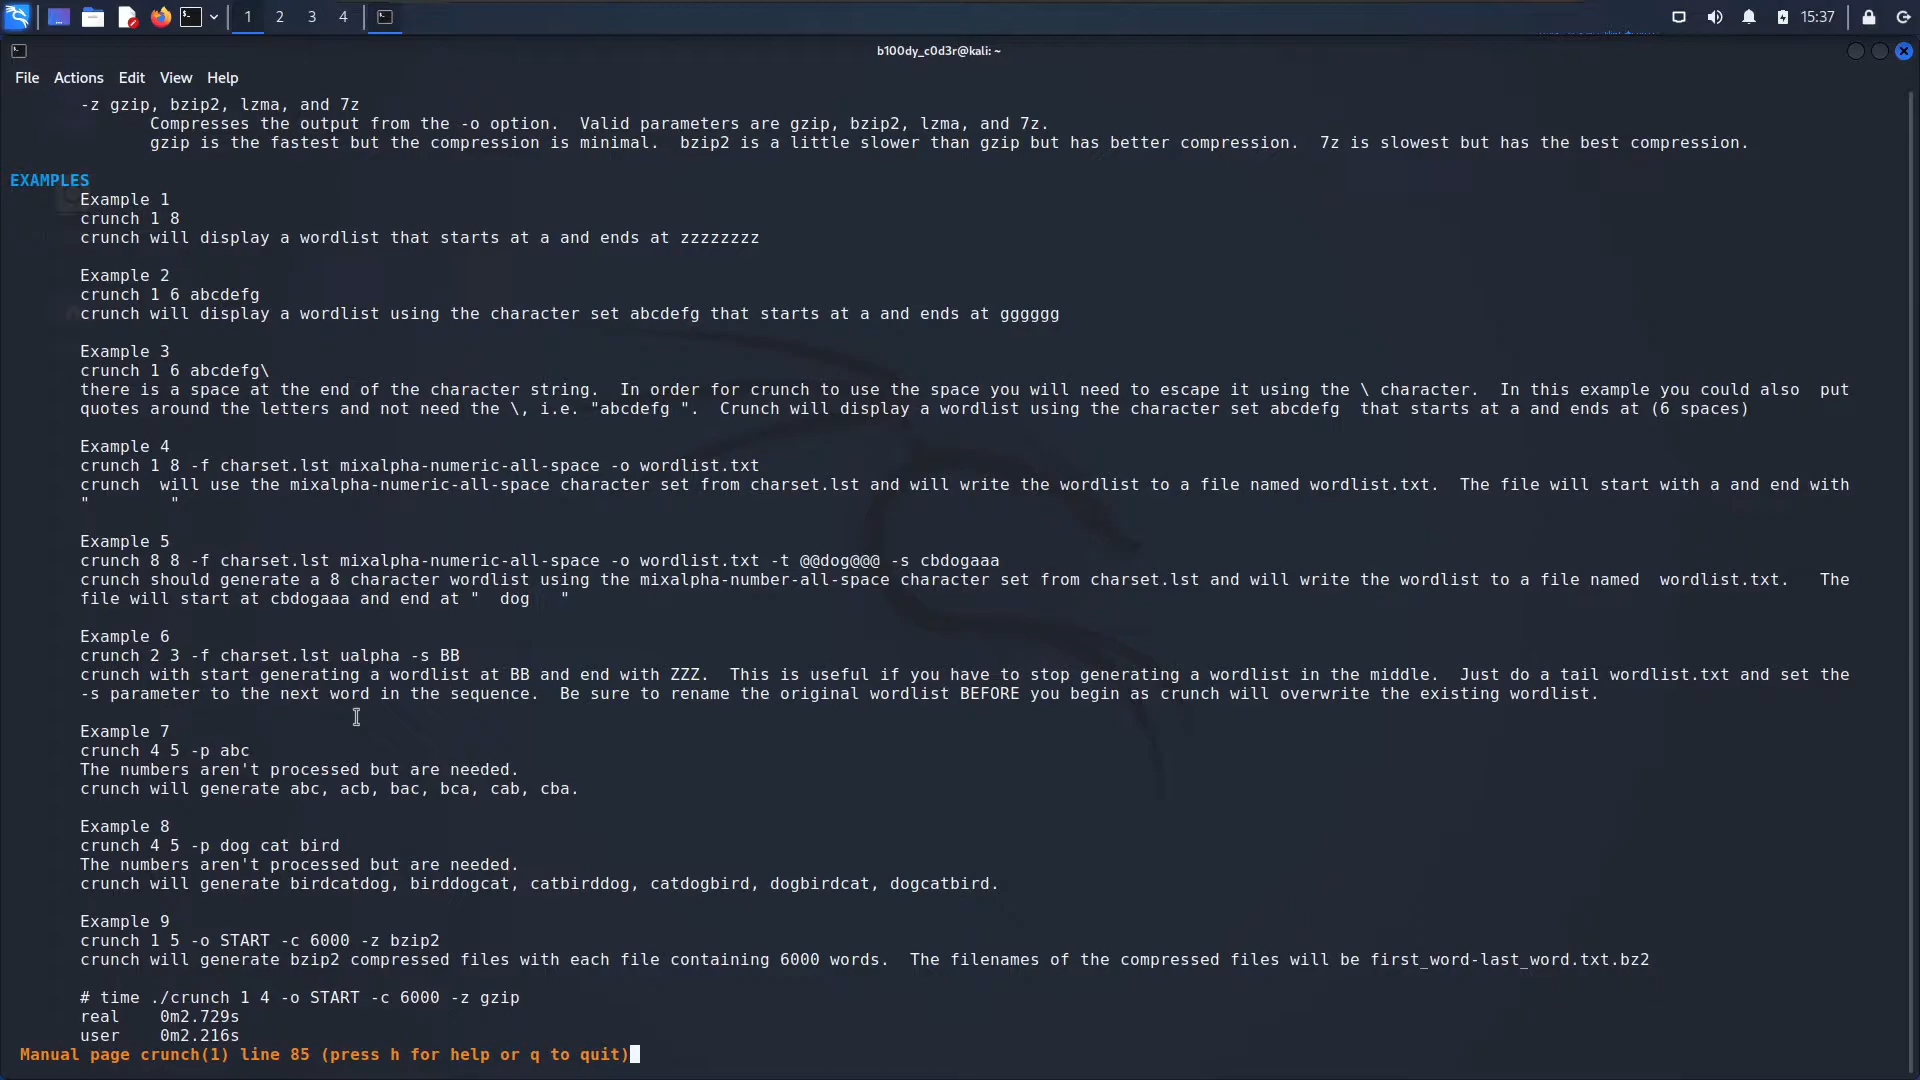 1 2 3 4 15:37
b100dy_c0d3r@kali: ~
File Actions Edit View Help
-z gzip, bzip2, lzma, and 7z
Compresses the output from the -o option.  Valid parameters are gzip, bzip2, lzma, and 7z.
gzip is the fastest but the compression is minimal.  bzip2 is a little slower than gzip but has better compression.  7z is slowest but has the best compression.
EXAMPLES
Example 1
crunch 1 8
crunch will display a wordlist that starts at a and ends at zzzzzzzz
Example 2
crunch 1 6 abcdefg
crunch will display a wordlist using the character set abcdefg that starts at a and ends at gggggg
Example 3
crunch 1 6 abcdefg\
there is a space at the end of the character string.  In order for crunch to use the space you will need to escape it using the \ character.  In this example you could also  put
quotes around the letters and not need the \, i.e. "abcdefg ".  Crunch will display a wordlist using the character set abcdefg  that starts at a and ends at (6 spaces)
Example 4
crunch 1 8 -f charset.lst mixalpha-numeric-all-space -o wordlist.txt
crunch  will use the mixalpha-numeric-all-space character set from charset.lst and will write the wordlist to a file named wordlist.txt.  The file will start with a and end with
"        "
Example 5
crunch 8 8 -f charset.lst mixalpha-numeric-all-space -o wordlist.txt -t @@dog@@@ -s cbdogaaa
crunch should generate a 8 character wordlist using the mixalpha-number-all-space character set from charset.lst and will write the wordlist to a file named  wordlist.txt.   The
file will start at cbdogaaa and end at "  dog   "
Example 6
crunch 2 3 -f charset.lst ualpha -s BB
crunch with start generating a wordlist at BB and end with ZZZ.  This is useful if you have to stop generating a wordlist in the middle.  Just do a tail wordlist.txt and set the
-s parameter to the next word in the sequence.  Be sure to rename the original wordlist BEFORE you begin as crunch will overwrite the existing wordlist.
Example 7
crunch 4 5 -p abc
The numbers aren't processed but are needed.
crunch will generate abc, acb, bac, bca, cab, cba.
Example 8
crunch 4 5 -p dog cat bird
The numbers aren't processed but are needed.
crunch will generate birdcatdog, birddogcat, catbirddog, catdogbird, dogbirdcat, dogcatbird.
Example 9
crunch 1 5 -o START -c 6000 -z bzip2
crunch will generate bzip2 compressed files with each file containing 6000 words.  The filenames of the compressed files will be first_word-last_word.txt.bz2
# time ./crunch 1 4 -o START -c 6000 -z gzip
real    0m2.729s
user    0m2.216s
Manual page crunch(1) line 85 (press h for help or q to quit)